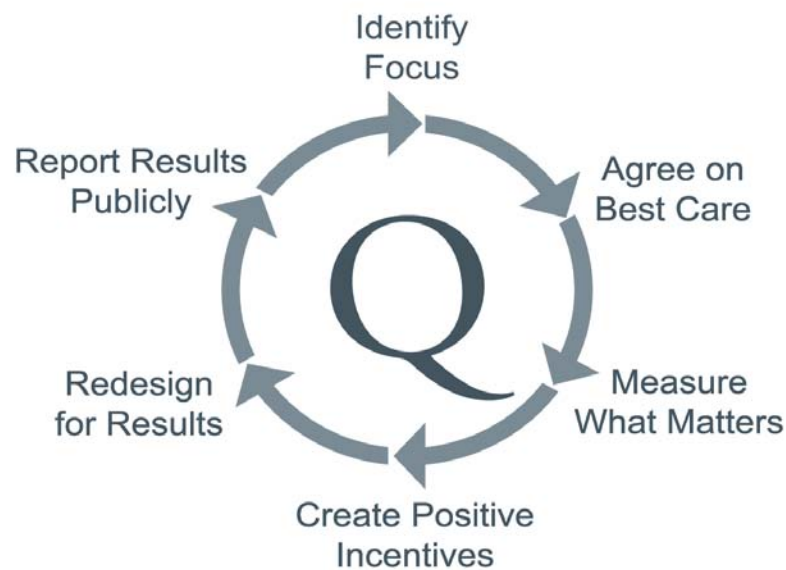 Identify
Focus
Agree on
Best Care
Measure
What Matters
Create Positive
Incentives
Redesign
for Results
Report Results
Publicly
Q